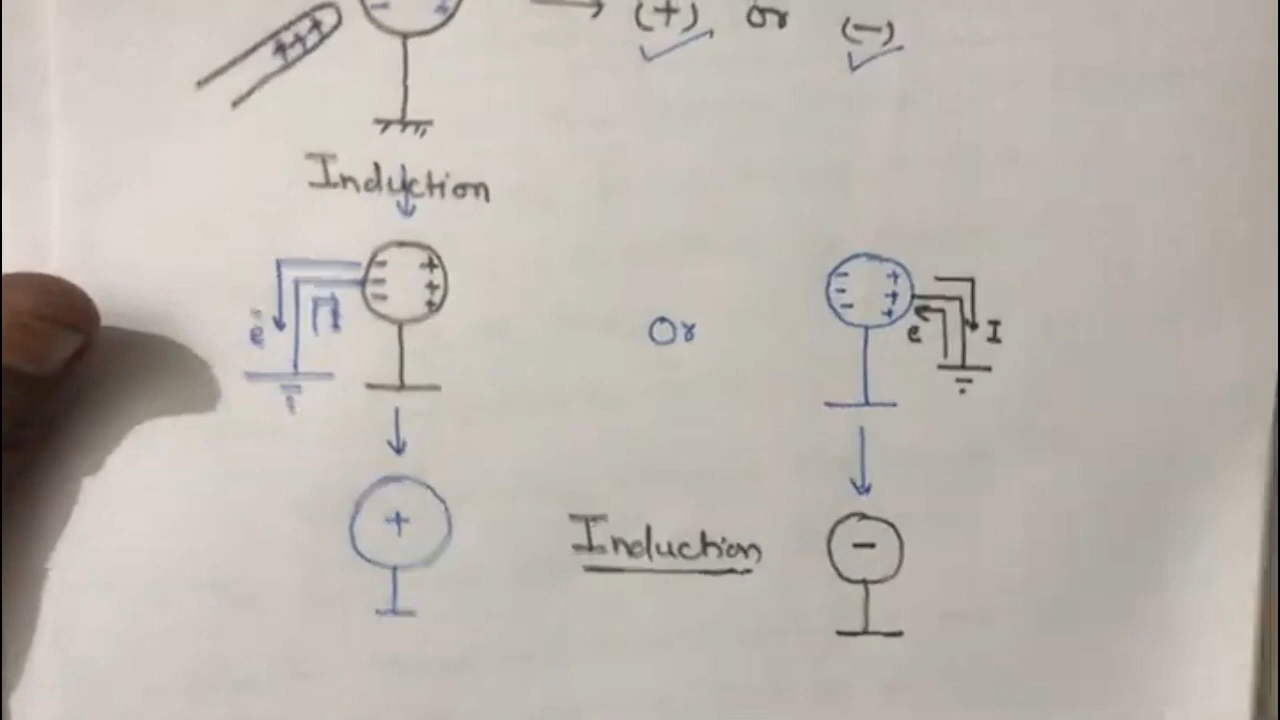 (+) or (-)
Induction
e
Or
e I
+
Induction
-